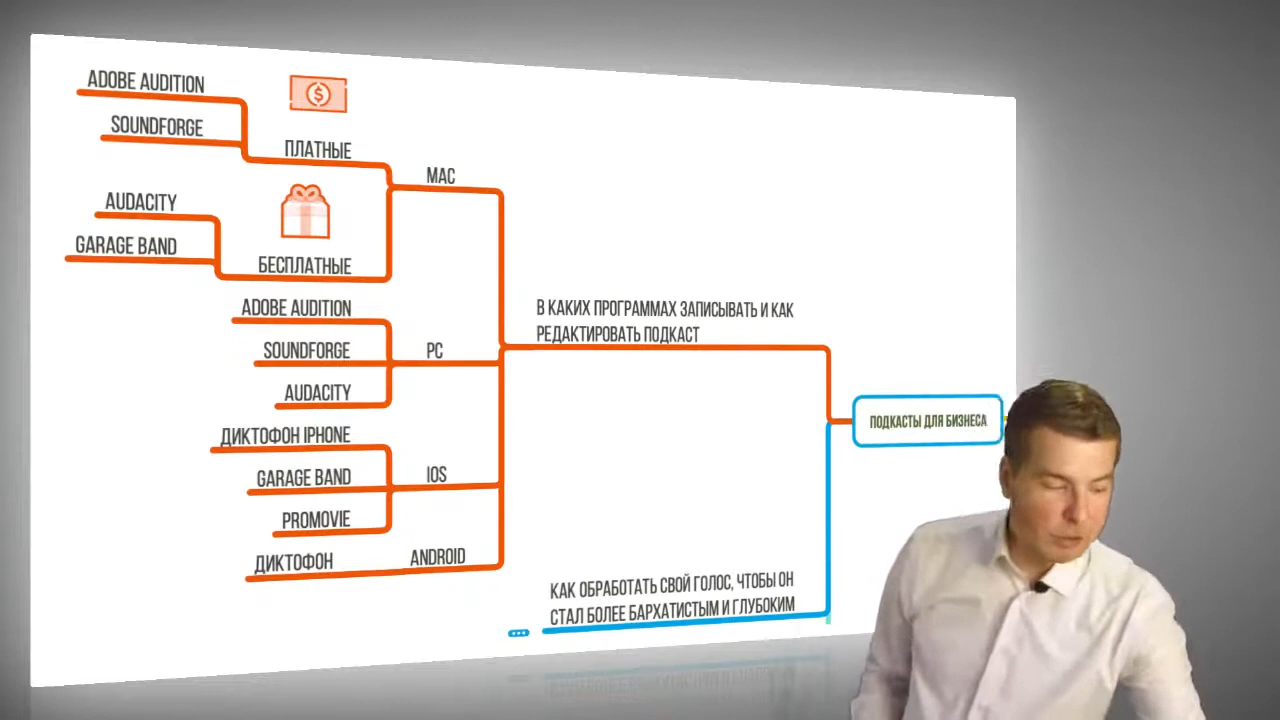 ADOBE AUDITION
SOUNDFORGE
ПЛАТНЫЕ
MAC
AUDACITY
GARAGE BAND
БЕСПЛАТНЫЕ
ADOBE AUDITION
SOUNDFORGE
PC
AUDACITY
ДИКТОФОН IPHONE
GARAGE BAND
IOS
PROMOVIE
ДИКТОФОН
ANDROID
В КАКИХ ПРОГРАММАХ ЗАПИСЫВАТЬ И КАК
РЕДАКТИРОВАТЬ ПОДКАСТ
ПОДКАСТЫ ДЛЯ БИЗНЕСА
КАК ОБРАБОТАТЬ СВОЙ ГОЛОС, ЧТОБЫ ОН
СТАЛ БОЛЕЕ БАРХАТИСТЫМ И ГЛУБОКИМ